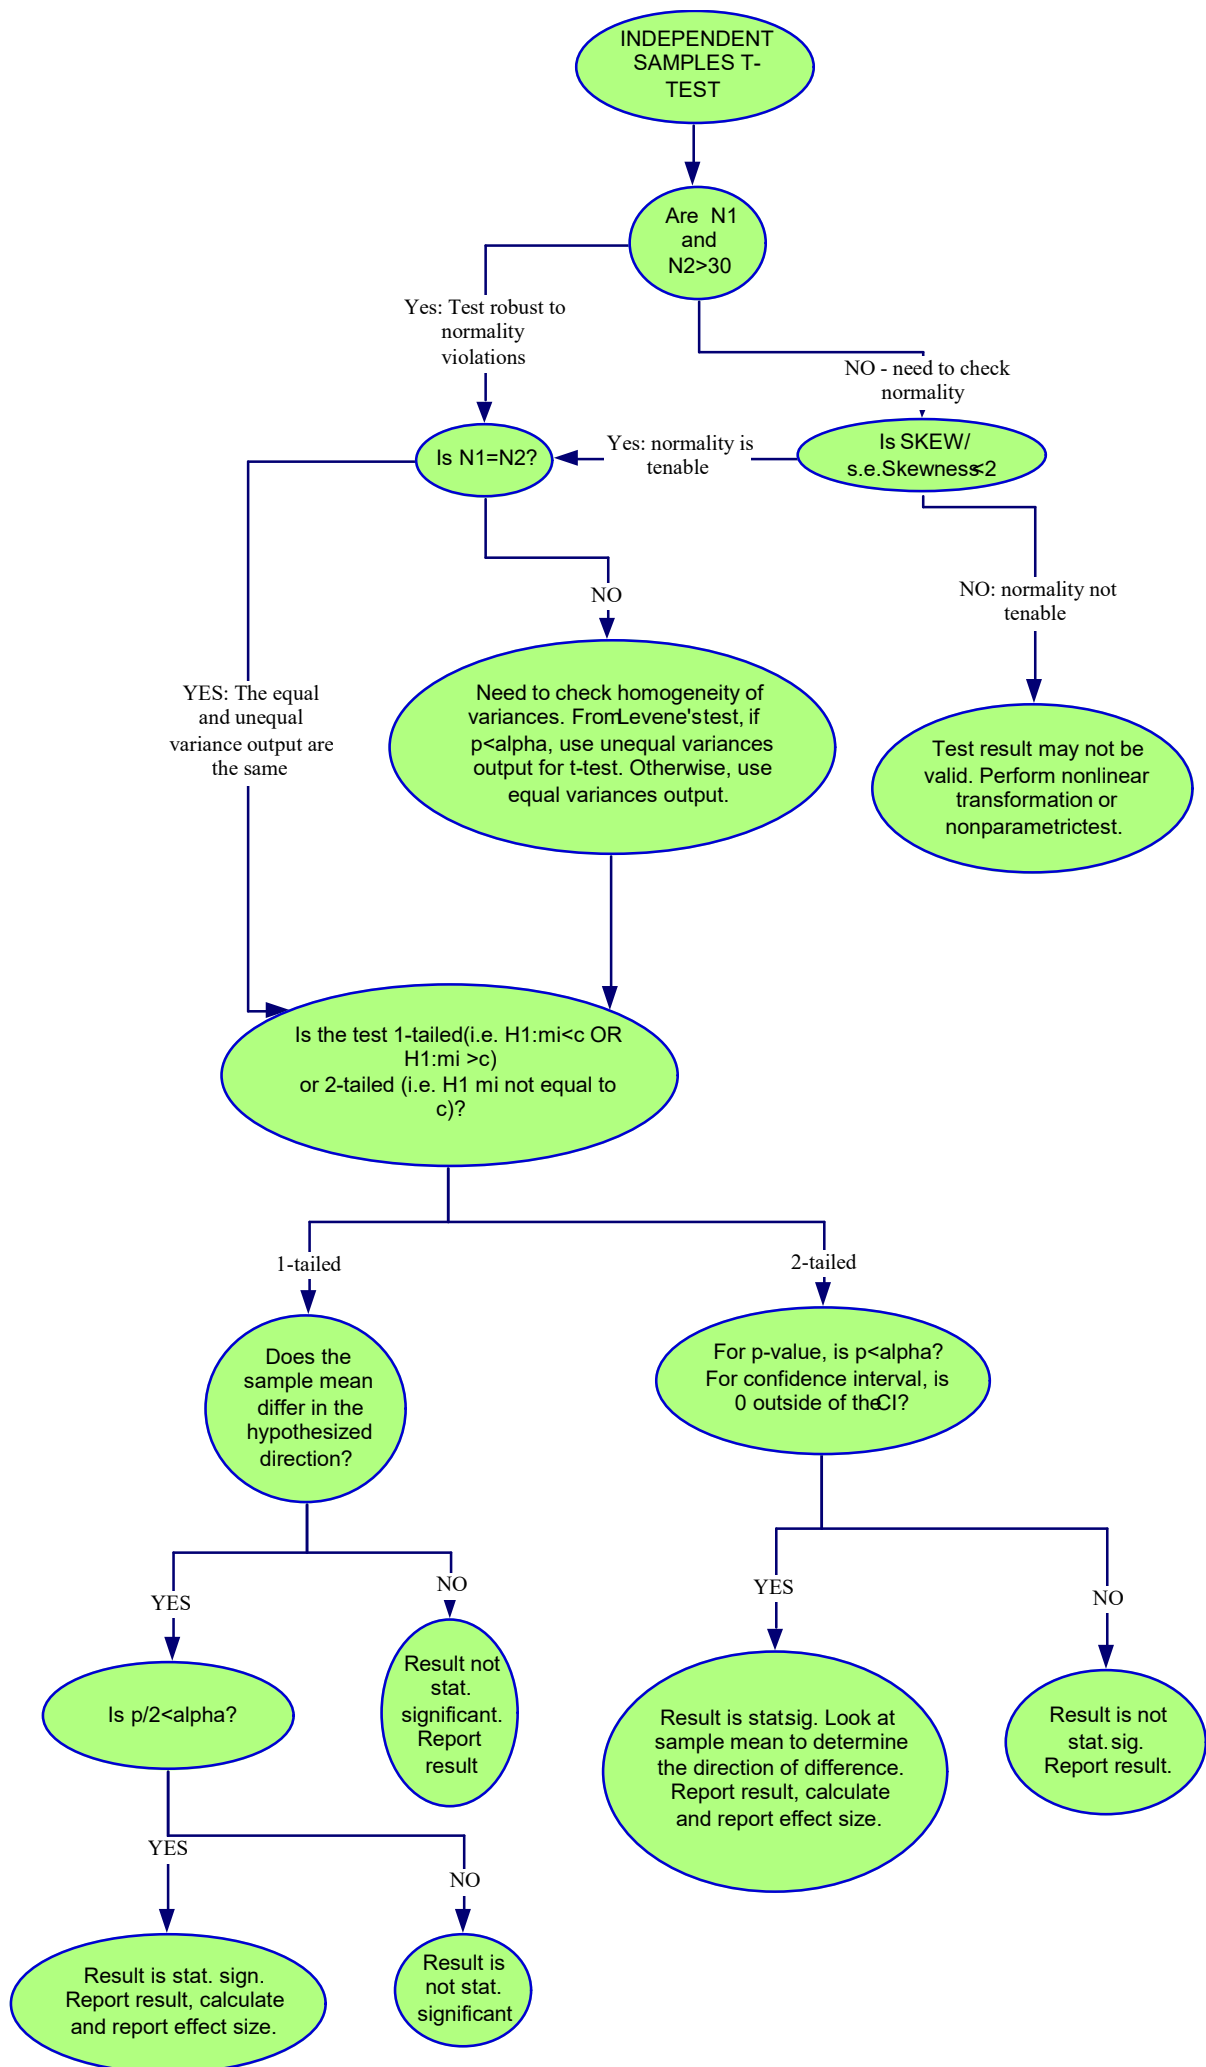 INDEPENDENT
SAMPLES T-
TEST
Are N1
and
N2>30
Yes: Test robust to
normality
violations
NO - need to check
normality
Is N1=N2?
Yes: normality is
tenable
Is SKEW/
s.e.Skewness<2
NO
NO: normality not
tenable
YES: The equal
and unequal
variance output are
the same
Need to check homogeneity of
variances. From Levene's test, if
p<alpha, use unequal variances
output for t-test. Otherwise, use
equal variances output.
Test result may not be
valid. Perform nonlinear
transformation or
nonparametric test.
Is the test 1-tailed(i.e. H1:mi<c OR
H1:mi >c)
or 2-tailed (i.e. H1 mi not equal to
c)?
1-tailed
2-tailed
Does the
sample mean
differ in the
hypothesized
direction?
For p-value, is p<alpha?
For confidence interval, is
0 outside of the CI?
YES
NO
YES
NO
Is p/2<alpha?
Result not
stat.
significant.
Report
result
Result is stat.sig. Look at
sample mean to determine
the direction of difference.
Report result, calculate
and report effect size.
Result is not
stat. sig.
Report result.
YES
NO
Result is stat. sign.
Report result, calculate
and report effect size.
Result is
not stat.
significant